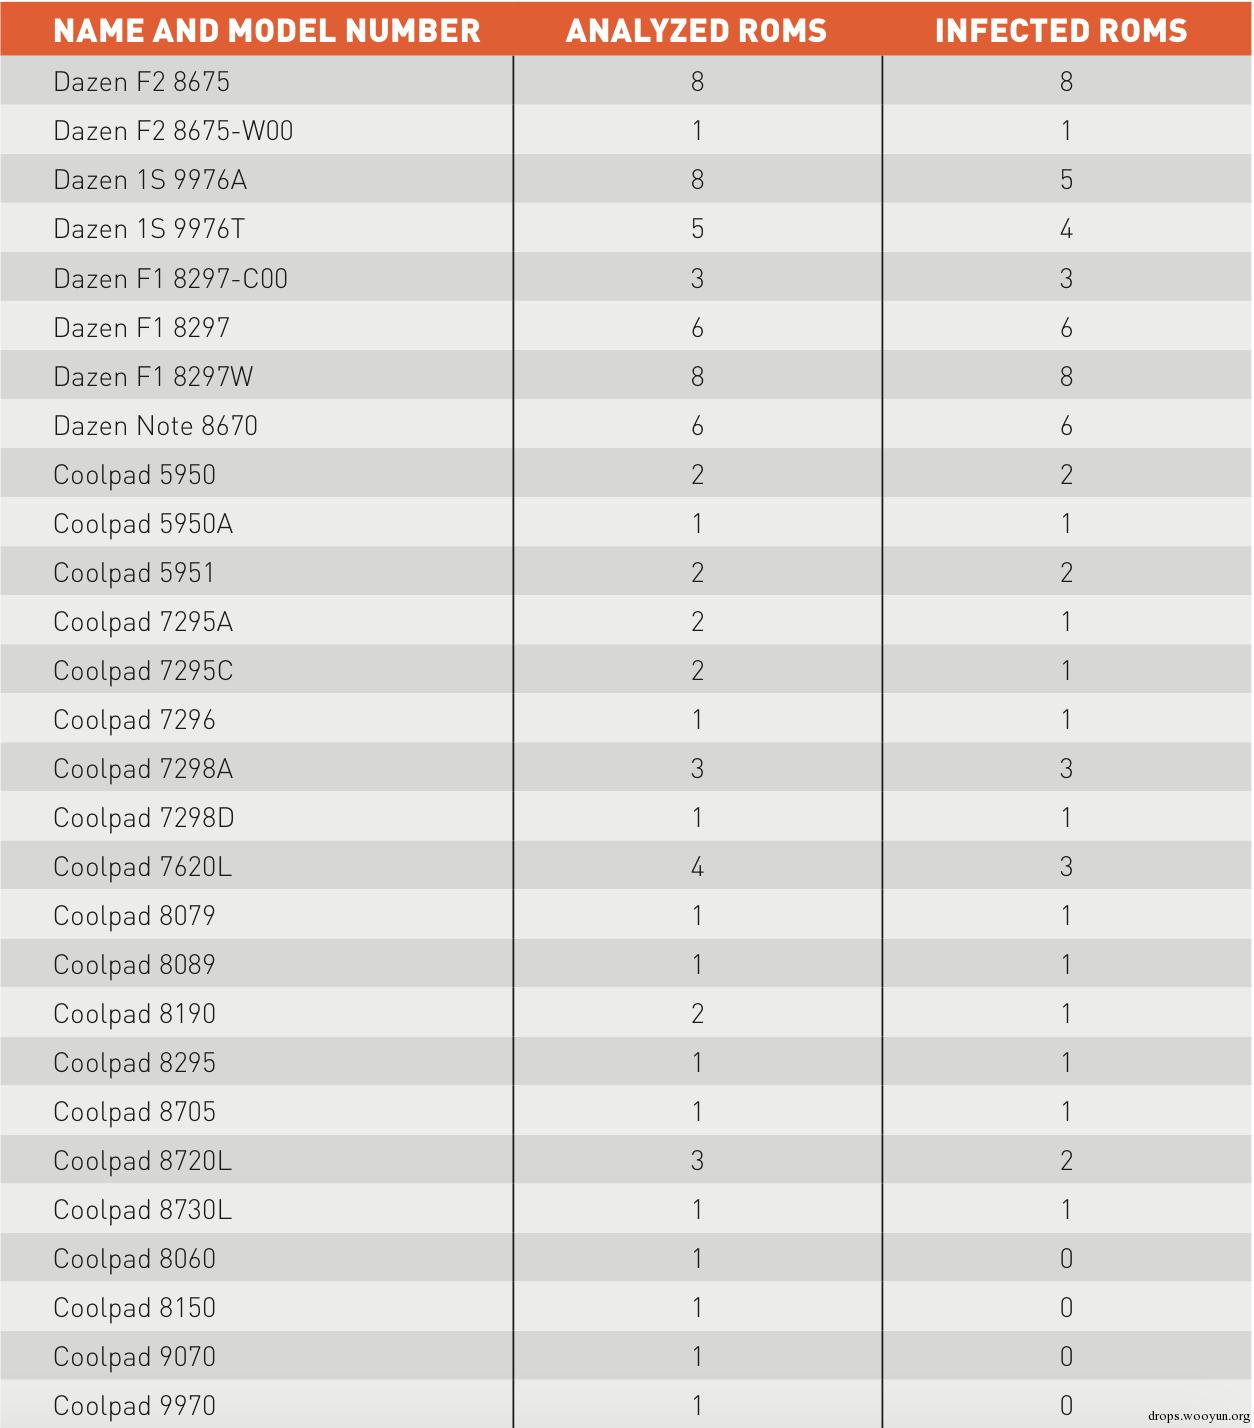 NAME AND MODEL NUMBER ANALYZED ROMS INFECTED ROMS
Dazen F2 8675 8 8
Dazen F2 8675-W00 1 1
Dazen 1S 9976A 8 5
Dazen 1S 9976T 5 4
Dazen F1 8297-C00 3 3
Dazen F1 8297 6 6
Dazen F1 8297W 8 8
Dazen Note 8670 6 6
Coolpad 5950 2 2
Coolpad 5950A 1 1
Coolpad 5951 2 2
Coolpad 7295A 2 1
Coolpad 7295C 2 1
Coolpad 7296 1 1
Coolpad 7298A 3 3
Coolpad 7298D 1 1
Coolpad 7620L 4 3
Coolpad 8079 1 1
Coolpad 8089 1 1
Coolpad 8190 2 1
Coolpad 8295 1 1
Coolpad 8705 1 1
Coolpad 8720L 3 2
Coolpad 8730L 1 1
Coolpad 8060 1 0
Coolpad 8150 1 0
Coolpad 9070 1 0
Coolpad 9970 1 0
drops.wooyun.org